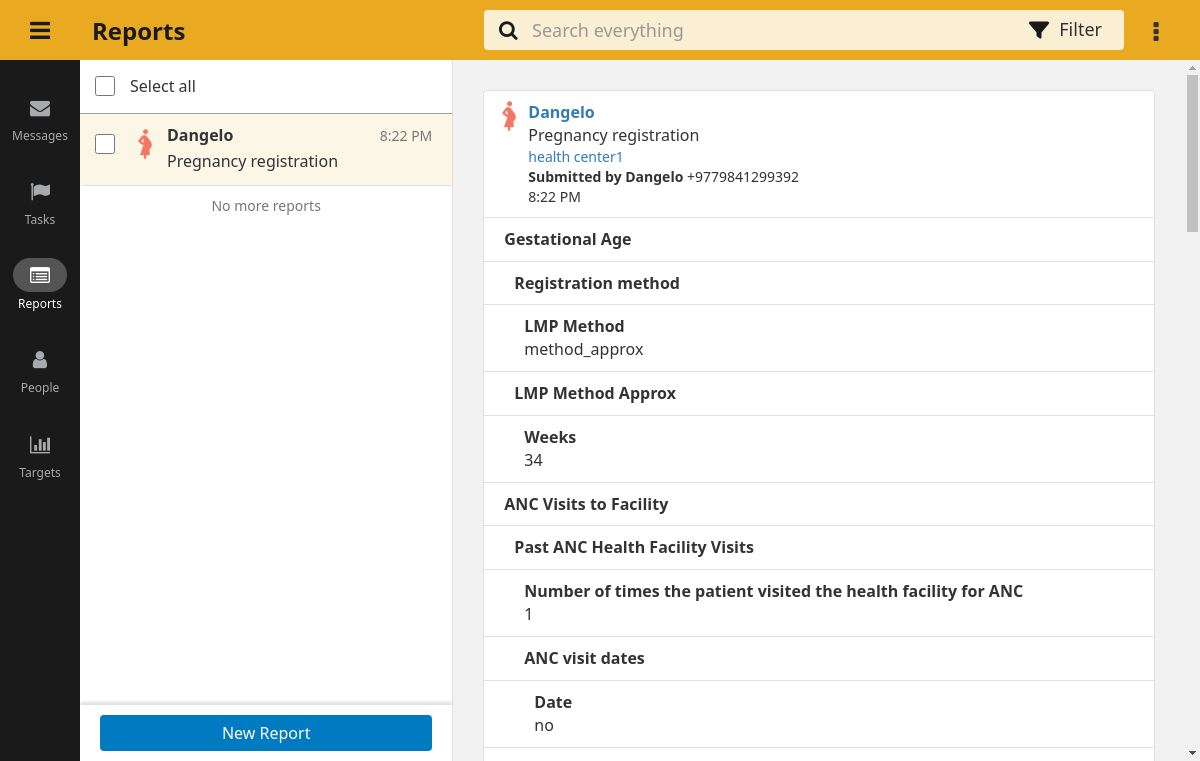 Reports
Search everything
Filter
Messages
Tasks
Reports
People
Targets
Select all
Dangelo
8:22 PM
Pregnancy registration
No more reports
New Report
Dangelo
Pregnancy registration
health center1
Submitted by Dangelo +9779841299392
8:22 PM
Gestational Age
Registration method
LMP Method
method_approx
LMP Method Approx
Weeks
34
ANC Visits to Facility
Past ANC Health Facility Visits
Number of times the patient visited the health facility for ANC
1
ANC visit dates
Date
no